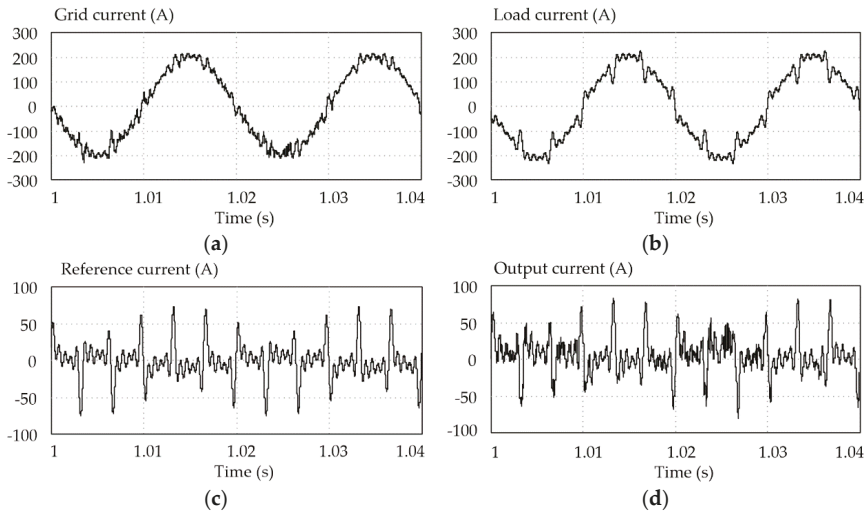 Grid current (A)
300
200
100
0
-100
-200
-300
1 1.01 1.02 1.03 1.04
Time (s)
(a)
Load current (A)
300
200
100
0
-100
-200
-300
1 1.01 1.02 1.03 1.04
Time (s)
(b)
Reference current (A)
100
50
0
-50
-100
1 1.01 1.02 1.03 1.04
Time (s)
(c)
Output current (A)
100
50
0
-50
-100
1 1.01 1.02 1.03 1.04
Time (s)
(d)